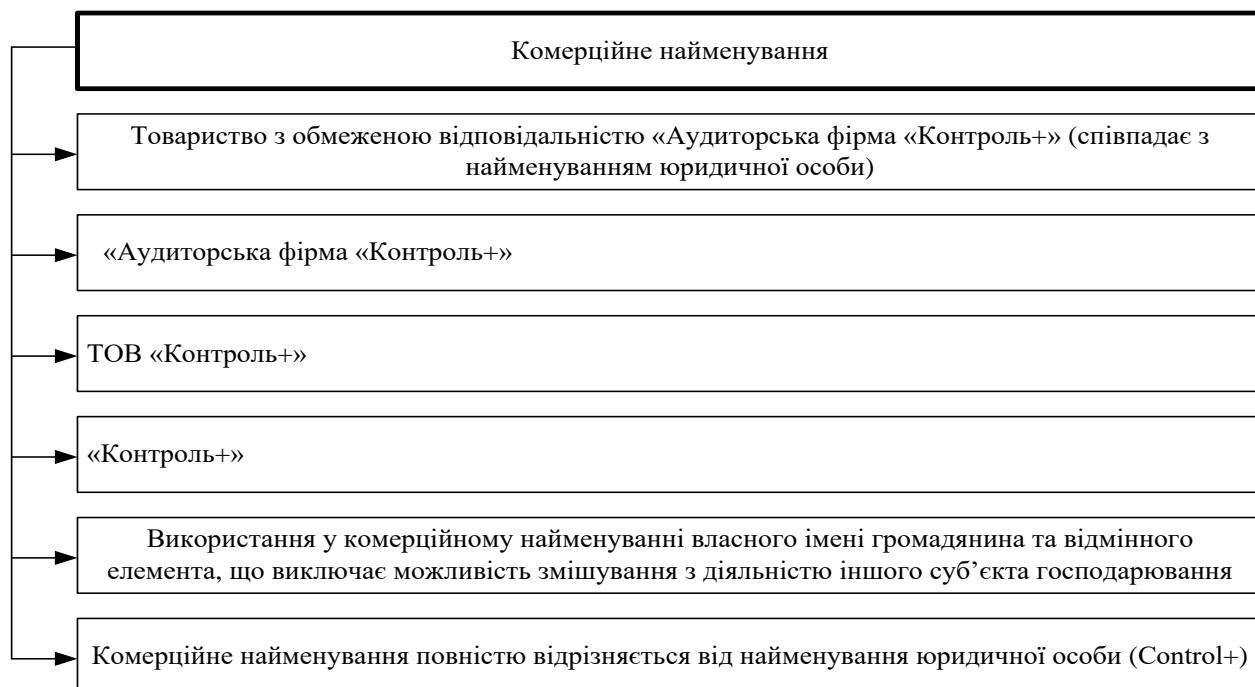 Комерційне найменування
Товариство з обмеженою відповідальністю «Аудиторська фірма «Контроль+» (співпадає з
найменуванням юридичної особи)
«Аудиторська фірма «Контроль+»
ТОВ «Контроль+»
«Контроль+»
Використання у комерційному найменуванні власного імені громадянина та відмінного
елемента, що виключає можливість змішування з діяльністю іншого суб’єкта господарювання
Комерційне найменування повністю відрізняється від найменування юридичної особи (Control+)